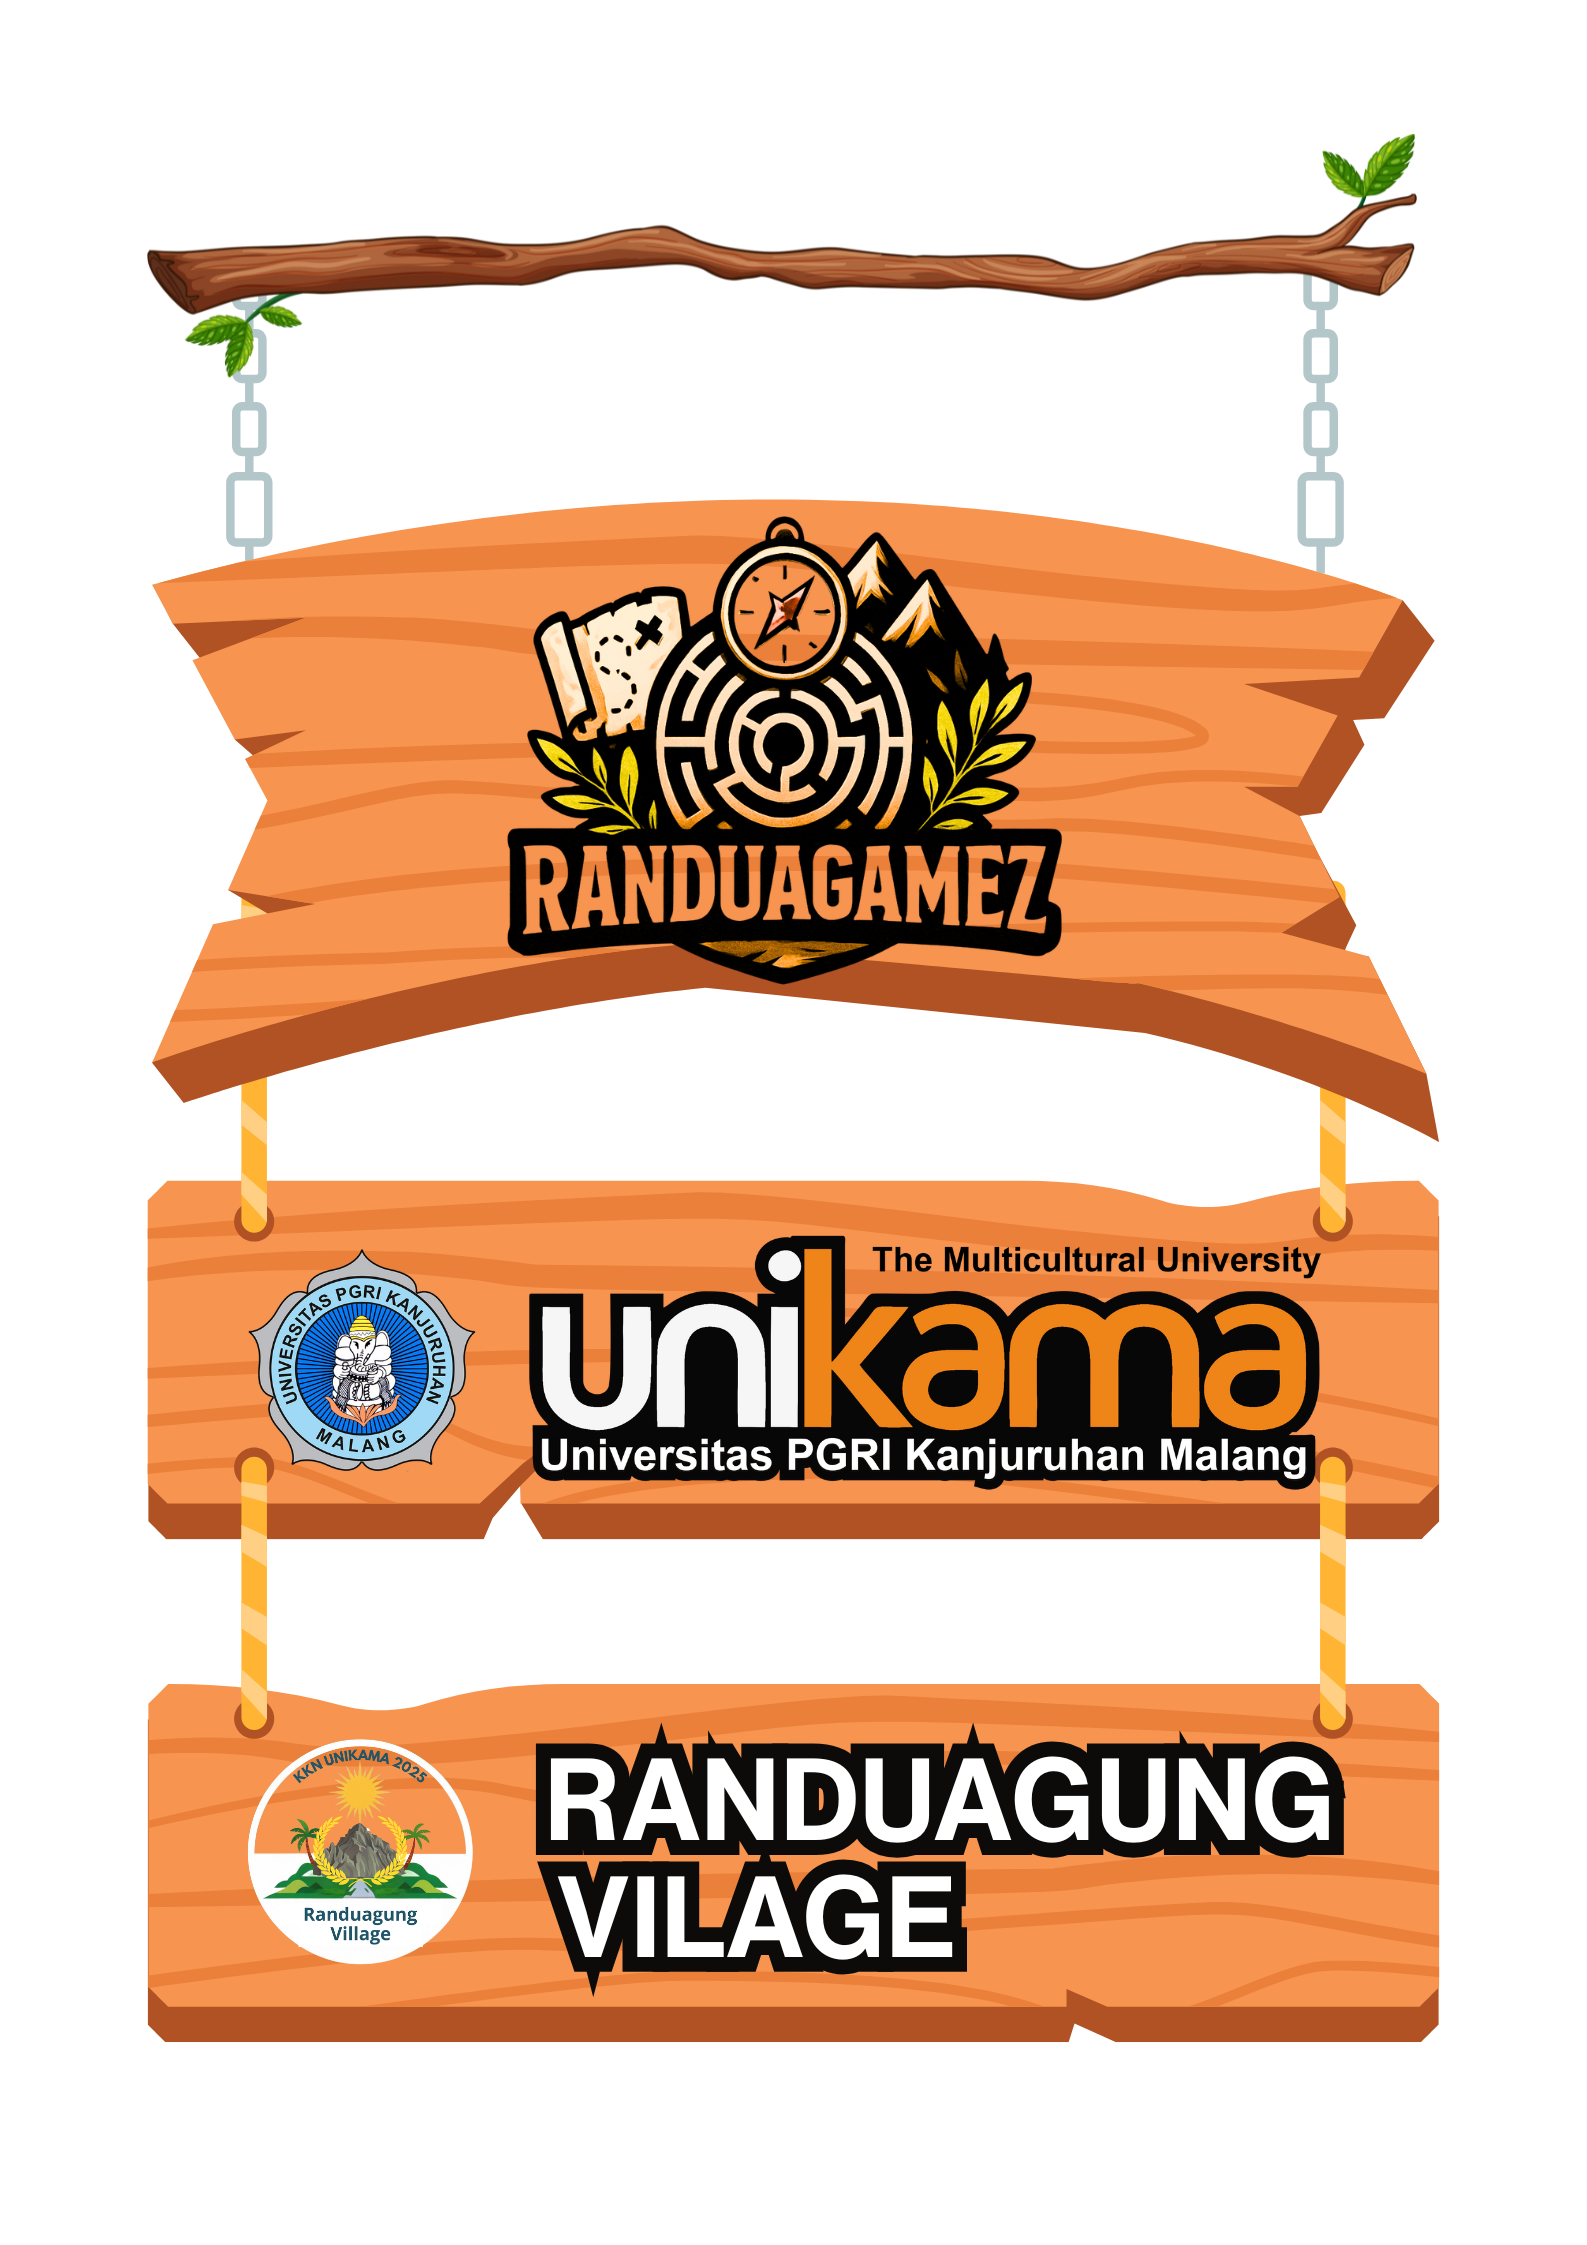 RANDUAGAMEZ
UNIVERSITAS PGRI KANJURUHAN
MALANG
The Multicultural University
unikama
Universitas PGRI Kanjuruhan Malang
KKN UNIKAMA 2025
Randuagung
Village
RANDUAGUNG
VILAGE